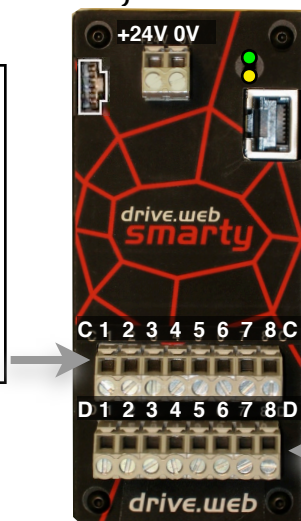 +24V 0V
drive.web
smarty
C 1 2 3 4 5 6 7 8 C
D 1 2 3 4 5 6 7 8 D
drive.web